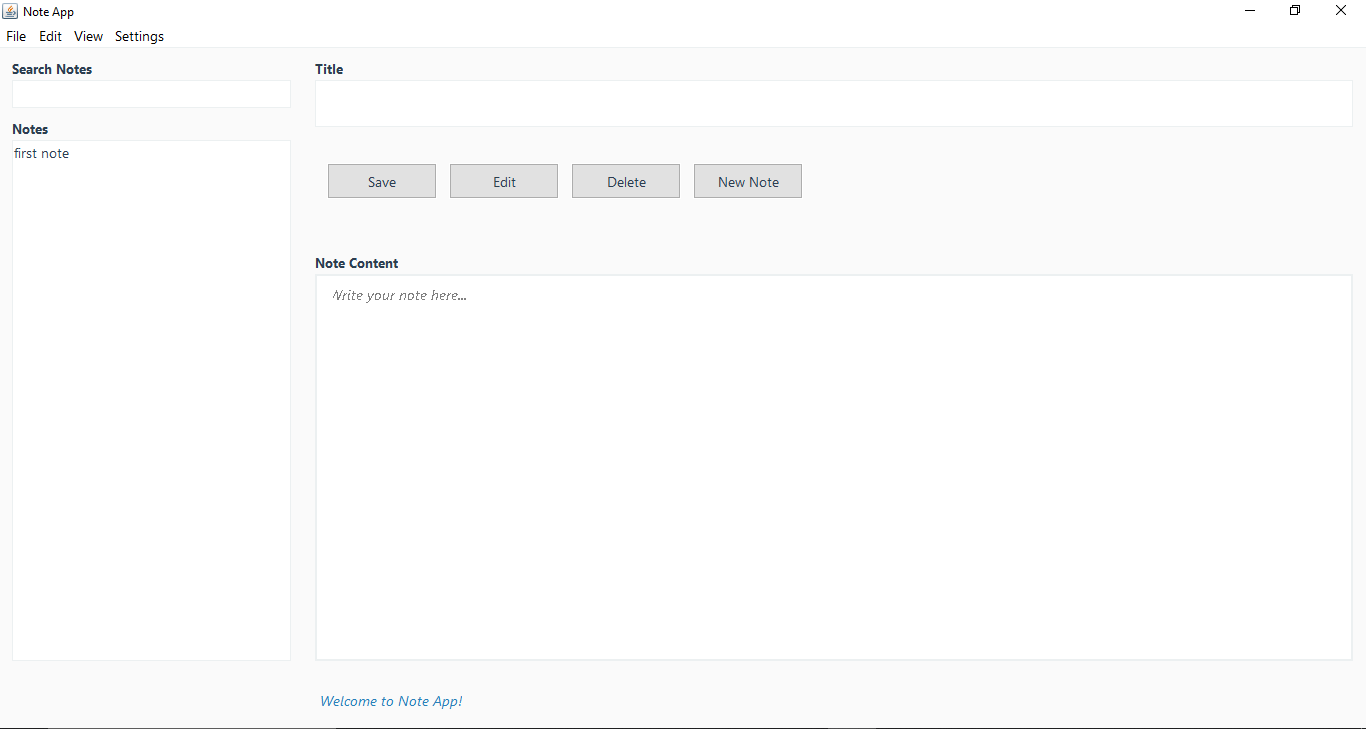 Note App
File Edit View Settings
Search Notes
Title
Notes
first note
Save Edit Delete New Note
Note Content
Write your note here...
Welcome to Note App!